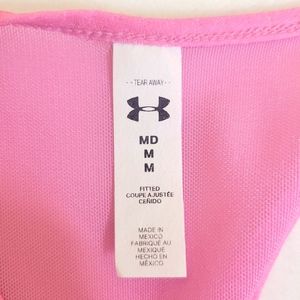 --TEAR AWAY--
MD
M
M
FITTED
COUPE AJUSTÉE
CEÑIDO
MADE IN
MEXICO
FABRIQUÉ AU
MEXIQUE
HECHO EN
MÉXICO